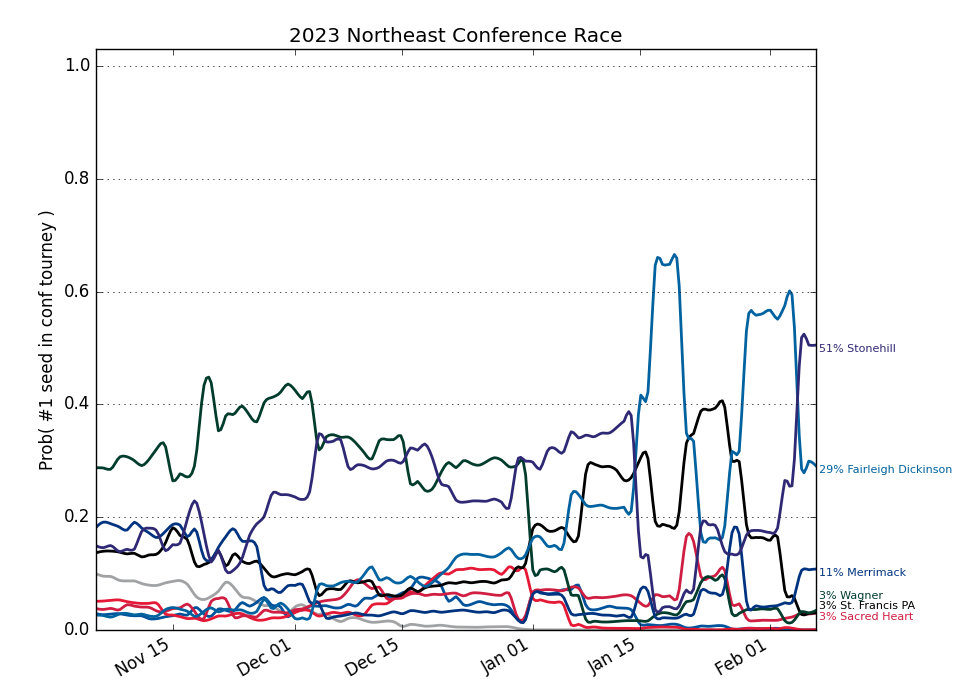 2023 Northeast Conference Race
Prob( #1 seed in conf tourney )
1.0
0.8
0.6
0.4
0.2
0.0
51% Stonehill
29% Fairleigh Dickinson
11% Merrimack
3% Wagner
3% St. Francis PA
3% Sacred Heart
Nov 15
Dec 01
Dec 15
Jan 01
Jan 15
Feb 01